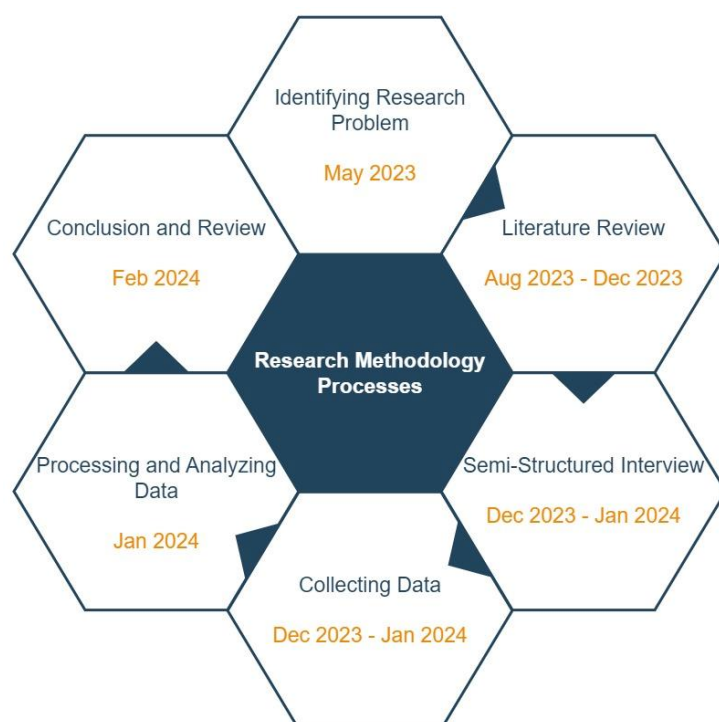 Identifying Research
Problem
May 2023
Literature Review
Aug 2023 - Dec 2023
Semi-Structured Interview
Dec 2023 - Jan 2024
Collecting Data
Dec 2023 - Jan 2024
Processing and Analyzing
Data
Jan 2024
Conclusion and Review
Feb 2024
Research Methodology
Processes